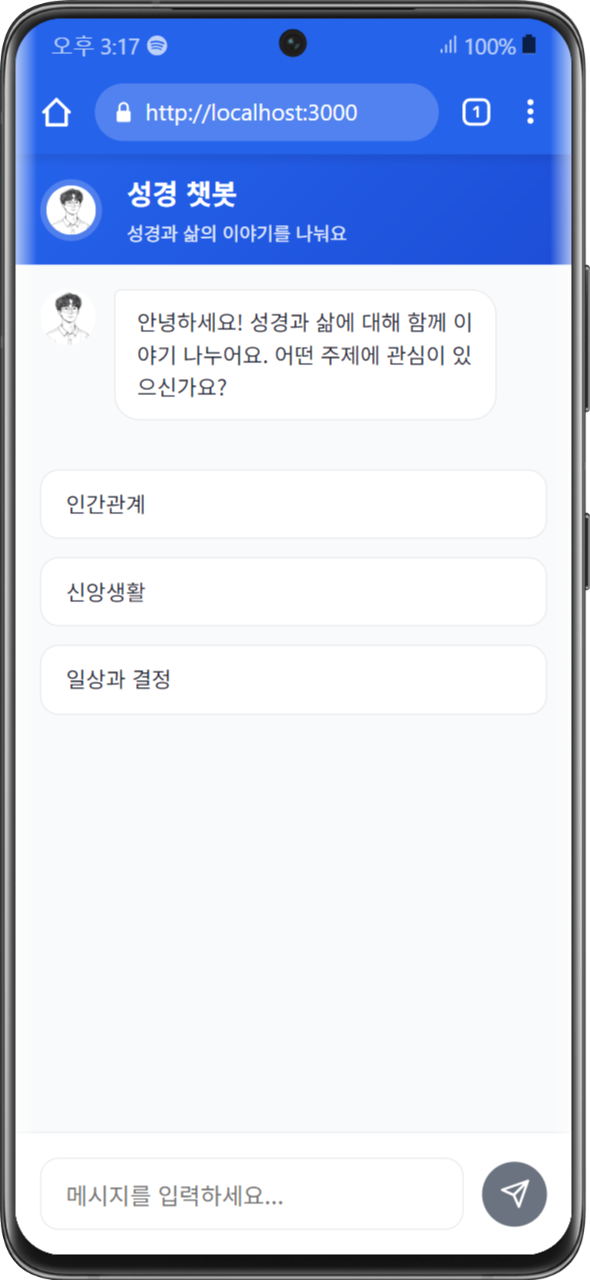 오후 3:17
100%
http://localhost:3000
1
성경 챗봇
성경과 삶의 이야기를 나눠요
안녕하세요! 성경과 삶에 대해 함께 이
야기 나누어요. 어떤 주제에 관심이 있
으신가요?
인간관계
신앙생활
일상과 결정
메시지를 입력하세요...